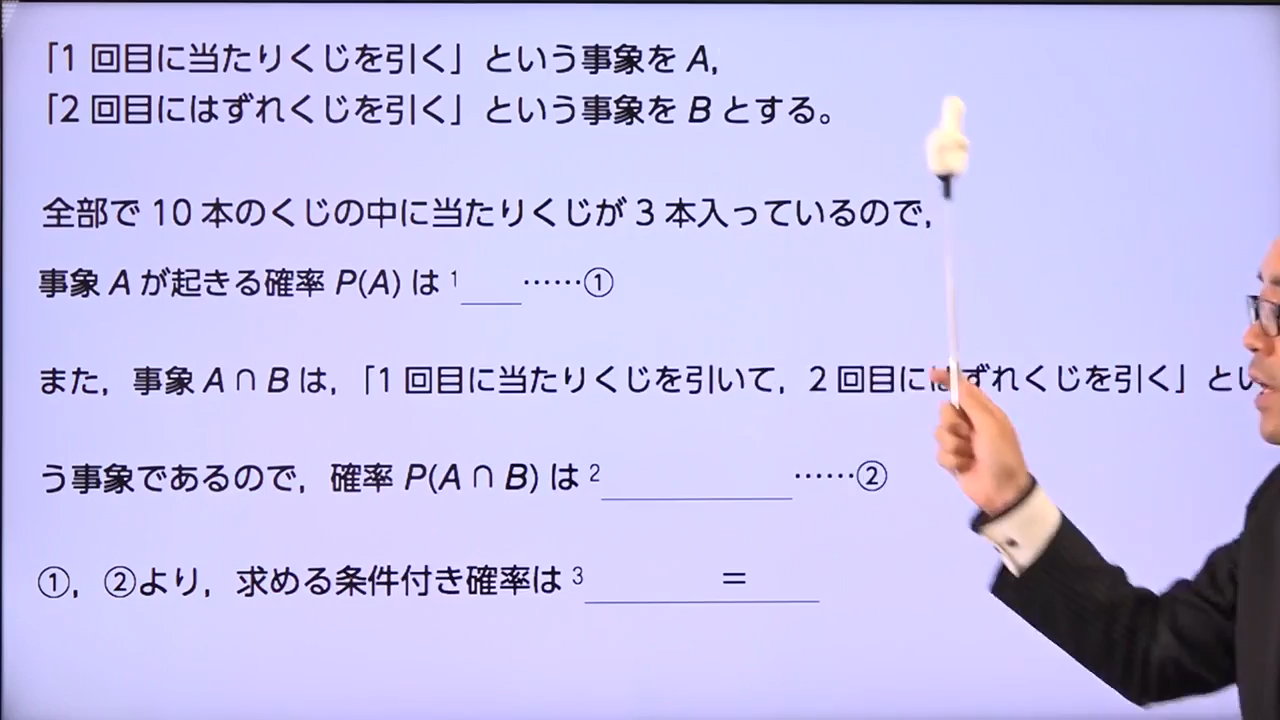 「1 回目に当たりくじを引く」という事象を A,
「2 回目にはずれくじを引く」という事象を B とする。
全部で 10 本のくじの中に当たりくじが 3 本入っているので,
事象 A が起きる確率 P(A) は 1 ……①
また, 事象 A ∩ B は,「1 回目に当たりくじを引いて, 2 回目にはずれくじを引く」とい
う事象であるので, 確率 P(A ∩ B) は 2 ……②
①, ②より, 求める条件付き確率は 3 =